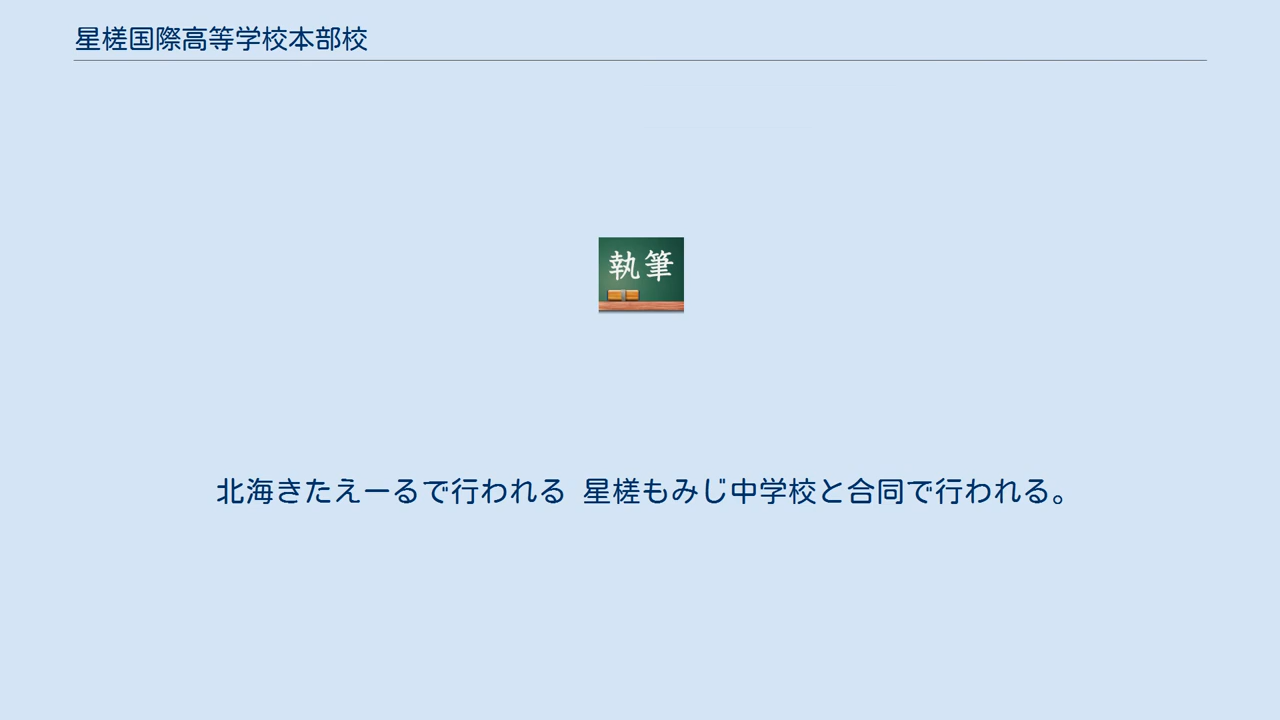 星槎国際高等学校本部校
執筆
北海きたえーるで行われる 星槎もみじ中学校と合同で行われる。